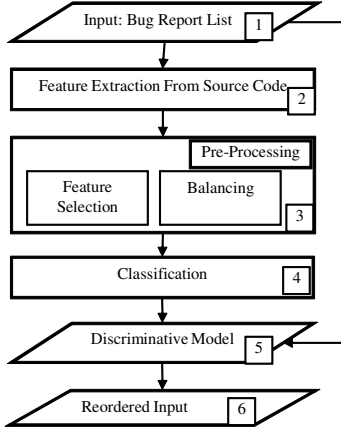 Input: Bug Report List
1
Feature Extraction From Source Code
2
Pre-Processing
Feature
Selection
Balancing
3
Classification
4
Discriminative Model
5
Reordered Input
6